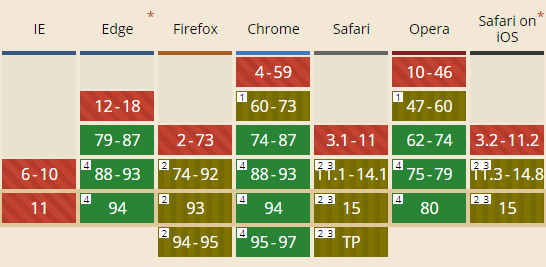 IE Edge * Firefox Chrome Safari Opera Safari on *
iOS
4-59 10-46
12-18 1 60-73 1 47-60
79-87 2-73 74-87 3.1-11 62-74 3.2-11.2
6-10 4 88-93 2 74-92 4 88-93 2 3 11.1-14.1 4 75-79 2 3 11.3-14.8
11 4 94 2 93 4 94 2 3 15 4 80 2 3 15
2 94-95 4 95-97 2 3 TP